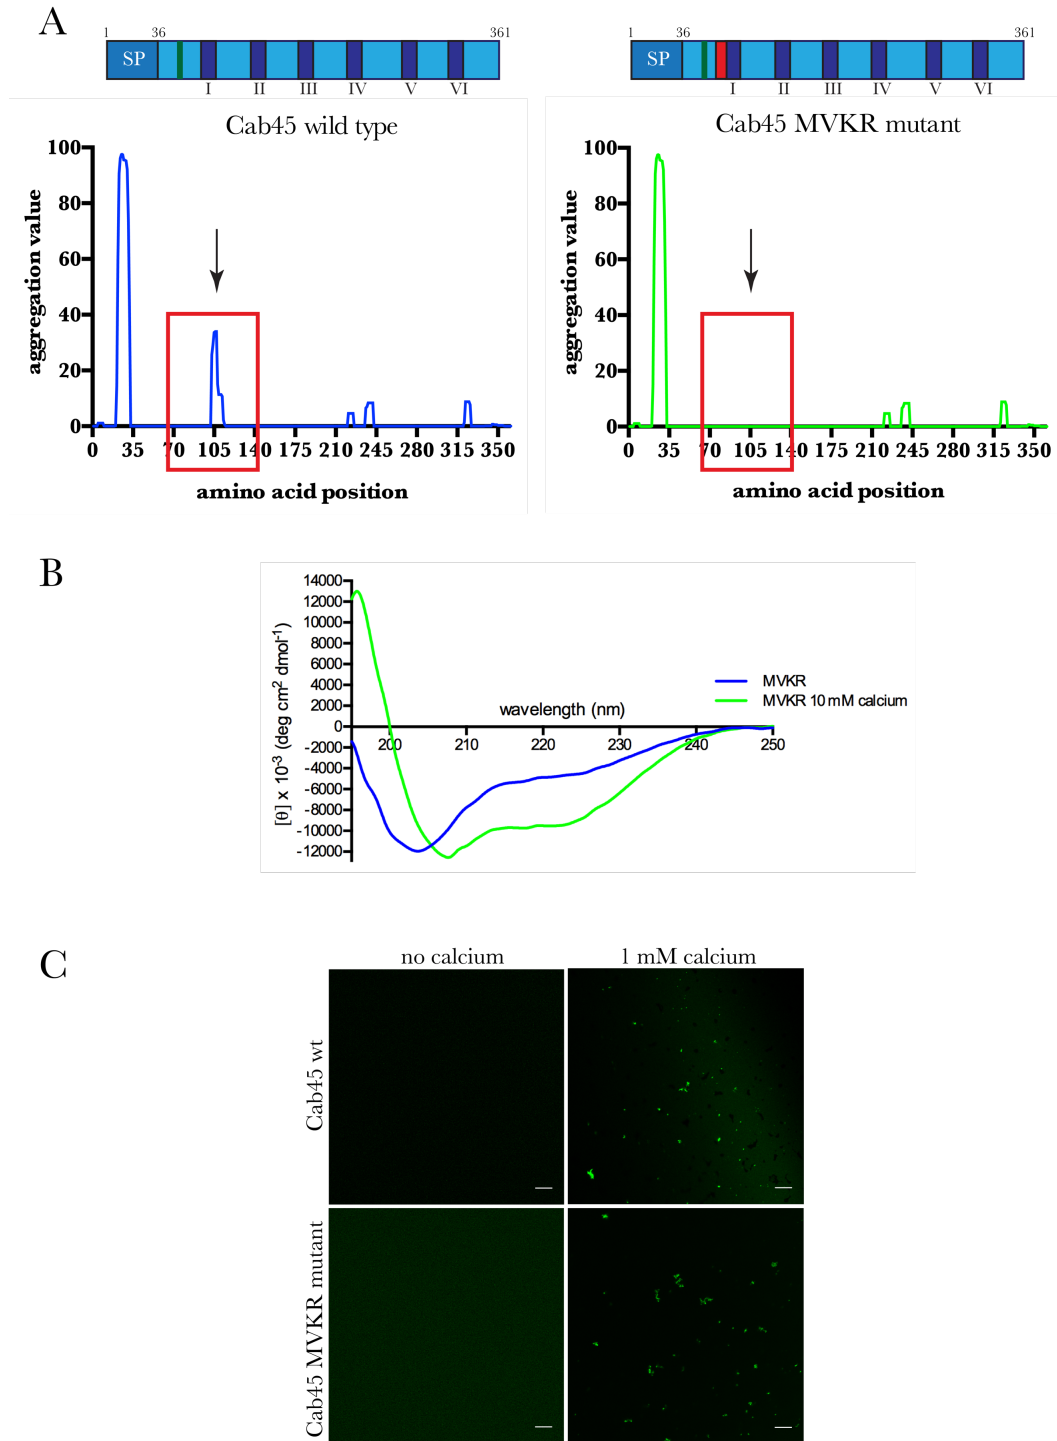 A
1 36 361
SP
I II III IV V VI
Cab45 wild type
100
80
60
40
20
0
aggregation value
0 35 70 105 140 175 210 245 280 315 350
amino acid position
1 36 361
SP
I II III IV V VI
Cab45 MVKR mutant
100
80
60
40
20
0
aggregation value
0 35 70 105 140 175 210 245 280 315 350
amino acid position
B
14000
12000
10000
8000
6000
4000
2000
0
-2000
-4000
-6000
-8000
-10000
-12000
[θ] x 10⁻³ (deg cm² dmol⁻¹)
wavelength (nm)
200 210 220 230 240 250
MVKR
MVKR 10 mM calcium
C
no calcium 1 mM calcium
Cab45 wt
Cab45 MVKR mutant